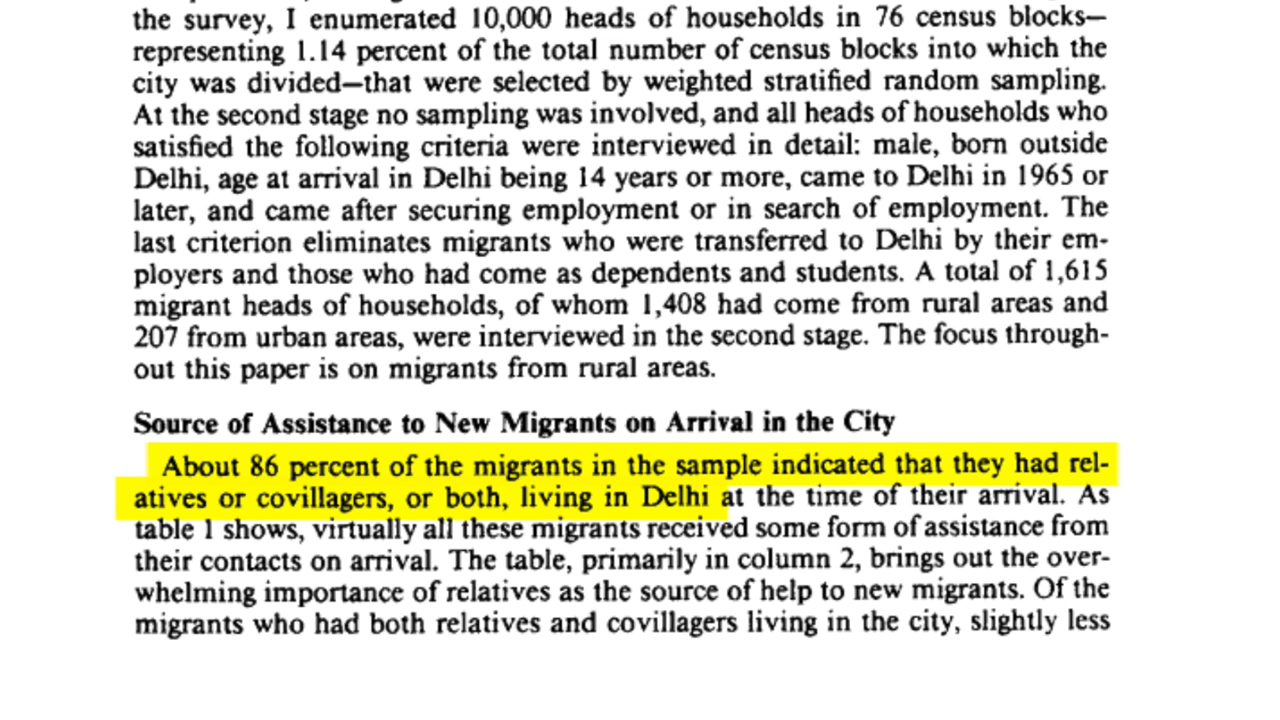 the survey, I enumerated 10,000 heads of households in 76 census blocks—
representing 1.14 percent of the total number of census blocks into which the
city was divided—that were selected by weighted stratified random sampling.
At the second stage no sampling was involved, and all heads of households who
satisfied the following criteria were interviewed in detail: male, born outside
Delhi, age at arrival in Delhi being 14 years or more, came to Delhi in 1965 or
later, and came after securing employment or in search of employment. The
last criterion eliminates migrants who were transferred to Delhi by their em-
ployers and those who had come as dependents and students. A total of 1,615
migrant heads of households, of whom 1,408 had come from rural areas and
207 from urban areas, were interviewed in the second stage. The focus through-
out this paper is on migrants from rural areas.
Source of Assistance to New Migrants on Arrival in the City
About 86 percent of the migrants in the sample indicated that they had rel-
atives or covillagers, or both, living in Delhi at the time of their arrival. As
table 1 shows, virtually all these migrants received some form of assistance from
their contacts on arrival. The table, primarily in column 2, brings out the over-
whelming importance of relatives as the source of help to new migrants. Of the
migrants who had both relatives and covillagers living in the city, slightly less